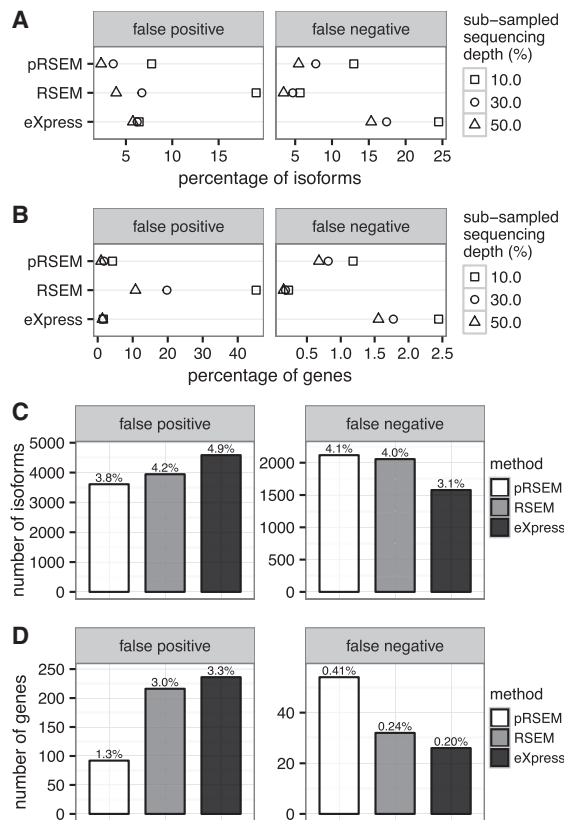 A
false positive
false negative
pRSEM
RSEM
eXpress
5 10 15
5 10 15 20 25
percentage of isoforms
sub−sampled
sequencing
depth (%)
10.0
30.0
50.0
B
false positive
false negative
pRSEM
RSEM
eXpress
0 10 20 30 40
0.5 1.0 1.5 2.0 2.5
percentage of genes
sub−sampled
sequencing
depth (%)
10.0
30.0
50.0
C
false positive
false negative
number of isoforms
5000
4000
3000
2000
1000
0
3.8%
4.2%
4.9%
2000
1500
1000
500
0
4.1%
4.0%
3.1%
method
pRSEM
RSEM
eXpress
D
false positive
false negative
number of genes
250
200
150
100
50
0
1.3%
3.0%
3.3%
40
20
0
0.41%
0.24%
0.20%
method
pRSEM
RSEM
eXpress